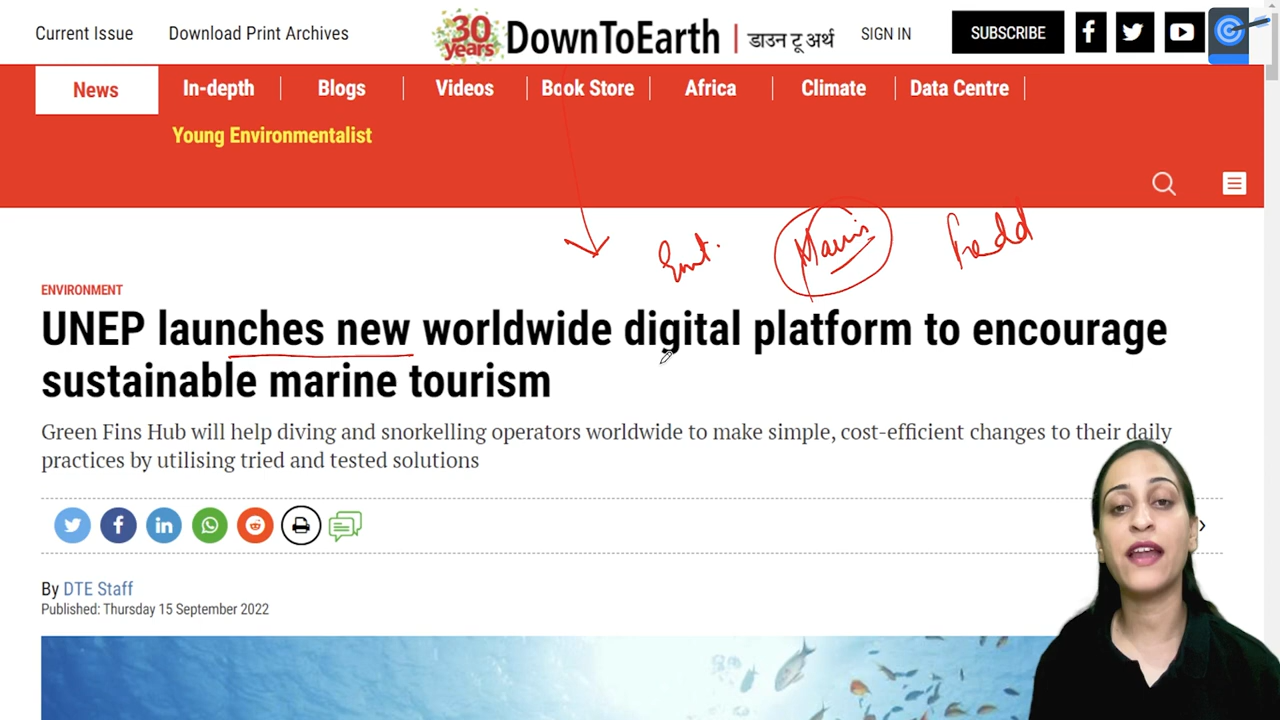 Current Issue Download Print Archives 30 years DownToEarth | डाउन टू अर्थ SIGN IN SUBSCRIBE
News In-depth Blogs Videos Book Store Africa Climate Data Centre
Young Environmentalist
ENVIRONMENT
UNEP launches new worldwide digital platform to encourage
sustainable marine tourism
Green Fins Hub will help diving and snorkelling operators worldwide to make simple, cost-efficient changes to their daily
practices by utilising tried and tested solutions
By DTE Staff
Published: Thursday 15 September 2022